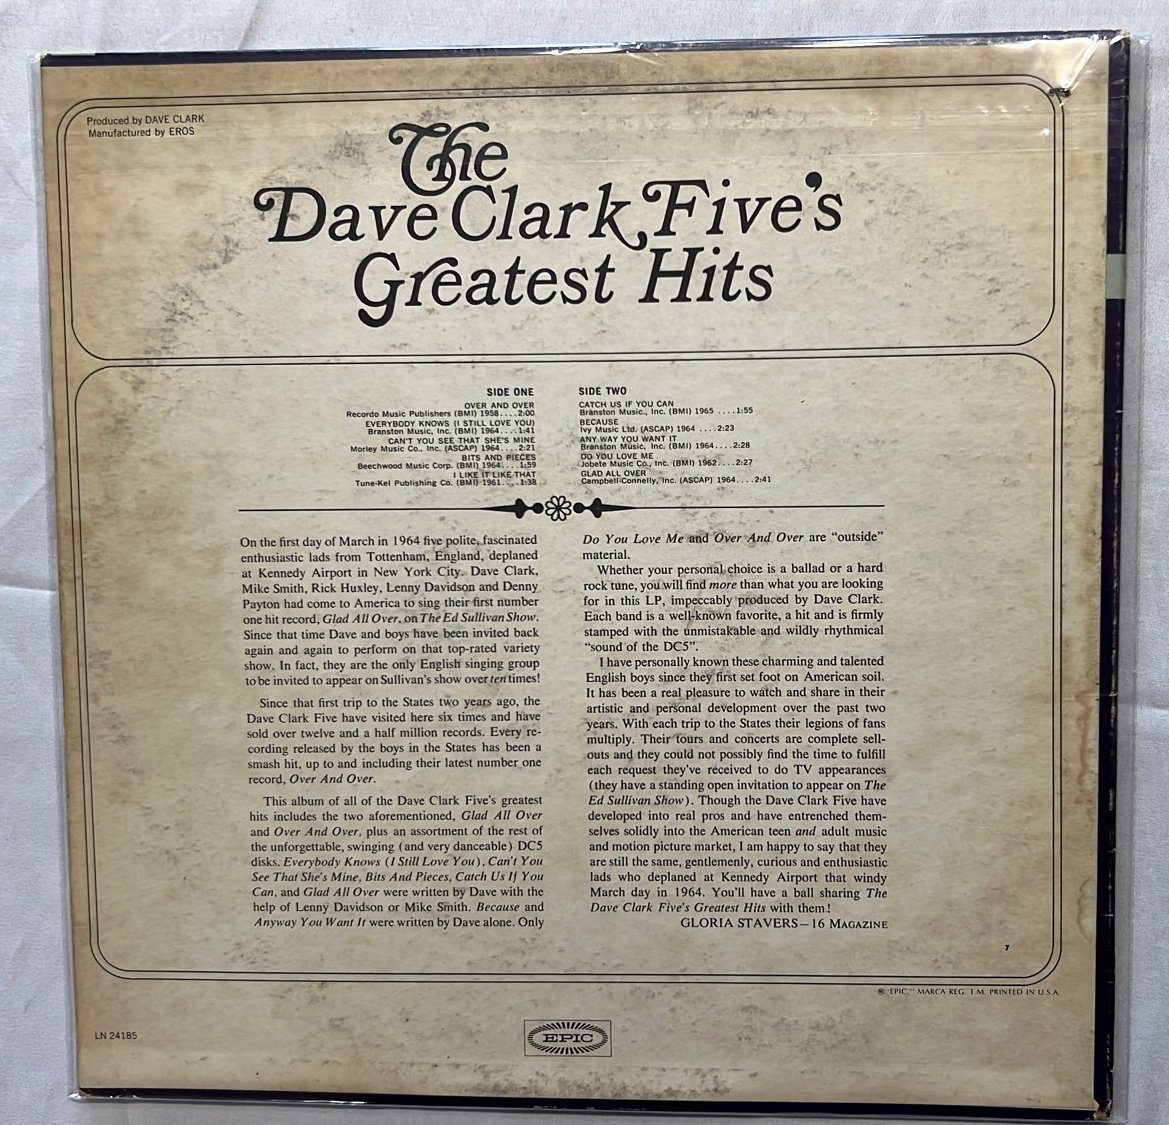 Produced by DAVE CLARK
Manufactured by EROS
The
Dave Clark Five's
Greatest Hits
SIDE ONE
OVER AND OVER
Recordo Music Publishers (BMI) 1958....2:00
EVERYBODY KNOWS (I STILL LOVE YOU)
Branston Music, Inc. (BMI) 1964....1:41
CAN'T YOU SEE THAT SHE'S MINE
Morley Music Co., Inc. (ASCAP) 1964....2:21
BITS AND PIECES
Beechwood Music Corp. (BMI) 1964....1:59
I LIKE IT LIKE THAT
Tune-Kel Publishing Co. (BMI) 1961....1:38
SIDE TWO
CATCH US IF YOU CAN
Branston Music., Inc. (BMI) 1965 ....1:55
BECAUSE
Ivy Music Ltd. (ASCAP) 1964 ....2:23
ANY WAY YOU WANT IT
Branston Music, Inc. (BMI) 1964....2:28
DO YOU LOVE ME
Jobete Music Co., Inc. (BMI) 1962....2:27
GLAD ALL OVER
Campbell-Connelly, Inc. (ASCAP) 1964....2:41
On the first day of March in 1964 five polite, fascinated
enthusiastic lads from Tottenham, England, deplaned
at Kennedy Airport in New York City. Dave Clark,
Mike Smith, Rick Huxley, Lenny Davidson and Denny
Payton had come to America to sing their first number
one hit record, Glad All Over, on The Ed Sullivan Show.
Since that time Dave and boys have been invited back
again and again to perform on that top-rated variety
show. In fact, they are the only English singing group
to be invited to appear on Sullivan's show over ten times!
Since that first trip to the States two years ago, the
Dave Clark Five have visited here six times and have
sold over twelve and a half million records. Every re-
cording released by the boys in the States has been a
smash hit, up to and including their latest number one
record, Over And Over.
This album of all of the Dave Clark Five's greatest
hits includes the two aforementioned, Glad All Over
and Over And Over, plus an assortment of the rest of
the unforgettable, swinging (and very danceable) DC5
disks. Everybody Knows (I Still Love You), Can't You
See That She's Mine, Bits And Pieces, Catch Us If You
Can, and Glad All Over were written by Dave with the
help of Lenny Davidson or Mike Smith. Because and
Anyway You Want It were written by Dave alone. Only
Do You Love Me and Over And Over are “outside”
material.
Whether your personal choice is a ballad or a hard
rock tune, you will find more than what you are looking
for in this LP, impeccably produced by Dave Clark.
Each band is a well-known favorite, a hit and is firmly
stamped with the unmistakable and wildly rhythmical
“sound of the DC5”.
I have personally known these charming and talented
English boys since they first set foot on American soil.
It has been a real pleasure to watch and share in their
artistic and personal development over the past two
years. With each trip to the States their legions of fans
multiply. Their tours and concerts are complete sell-
outs and they could not possibly find the time to fulfill
each request they've received to do TV appearances
(they have a standing open invitation to appear on The
Ed Sullivan Show). Though the Dave Clark Five have
developed into real pros and have entrenched them-
selves solidly into the American teen and adult music
and motion picture market, I am happy to say that they
are still the same, gentlemenly, curious and enthusiastic
lads who deplaned at Kennedy Airport that windy
March day in 1964. You'll have a ball sharing The
Dave Clark Five's Greatest Hits with them!
GLORIA STAVERS—16 MAGAZINE
7
® "EPIC," MARCA REG. T.M. PRINTED IN U.S.A.
LN 24185
EPIC